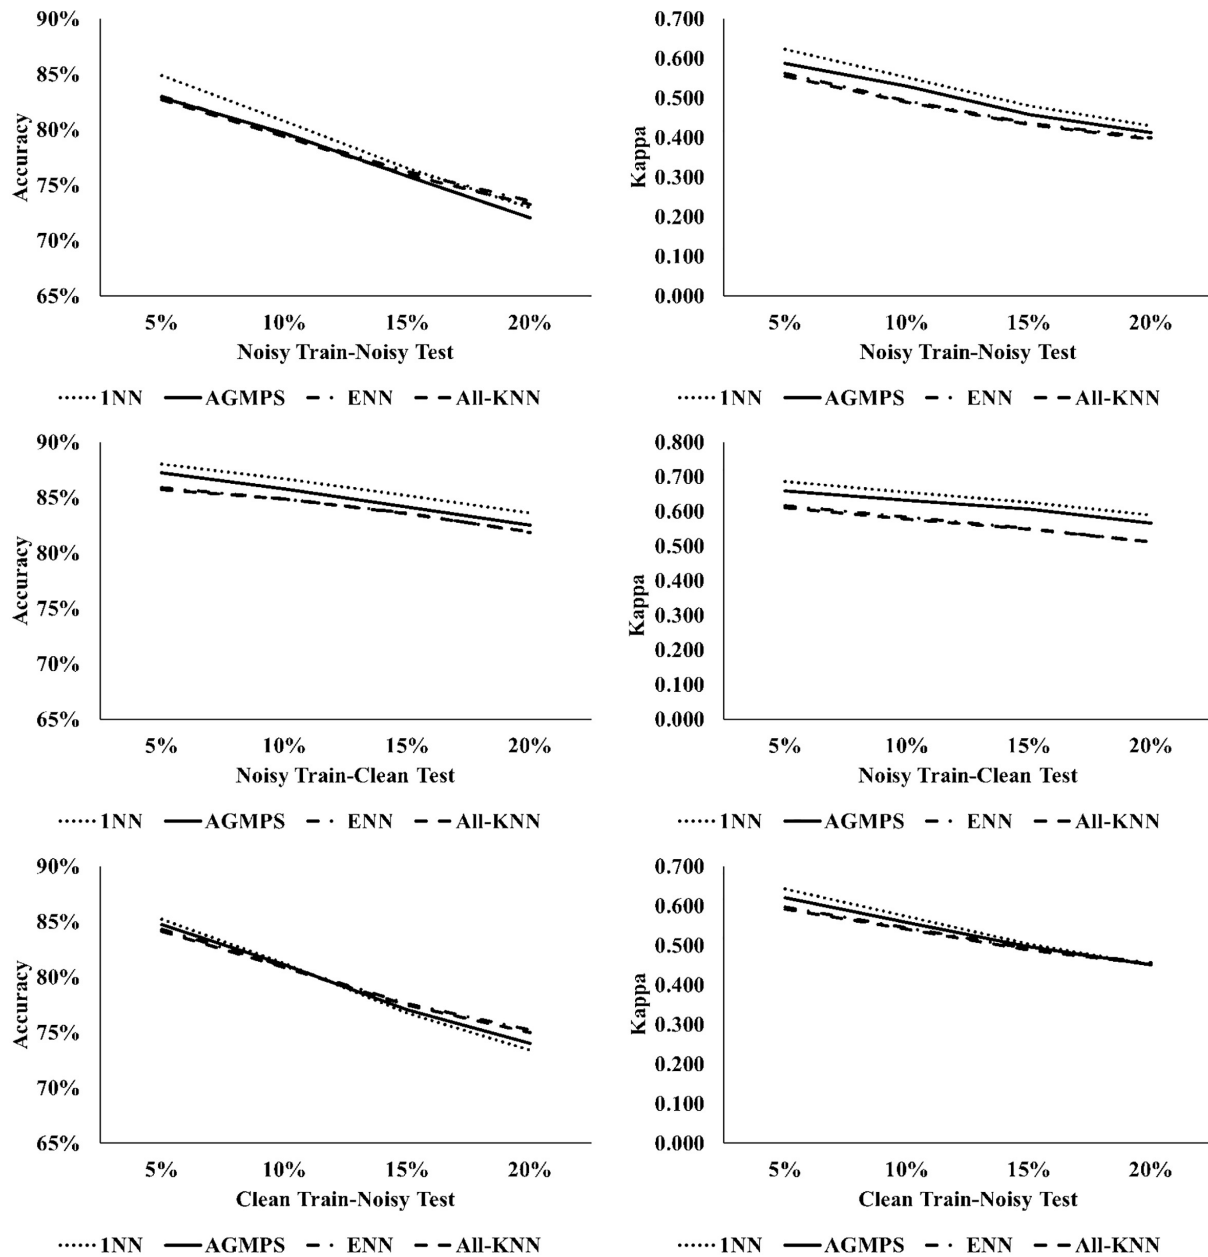 90%
85%
80%
75%
70%
65%
Accuracy
5% 10% 15% 20%
Noisy Train-Noisy Test
1NN AGMPS ENN All-KNN
0.700
0.600
0.500
0.400
0.300
0.200
0.100
0.000
Kappa
5% 10% 15% 20%
Noisy Train-Noisy Test
1NN AGMPS ENN All-KNN
90%
85%
80%
75%
70%
65%
Accuracy
5% 10% 15% 20%
Noisy Train-Clean Test
1NN AGMPS ENN All-KNN
0.800
0.700
0.600
0.500
0.400
0.300
0.200
0.100
0.000
Kappa
5% 10% 15% 20%
Noisy Train-Clean Test
1NN AGMPS ENN All-KNN
90%
85%
80%
75%
70%
65%
Accuracy
5% 10% 15% 20%
Clean Train-Noisy Test
1NN AGMPS ENN All-KNN
0.700
0.600
0.500
0.400
0.300
0.200
0.100
0.000
Kappa
5% 10% 15% 20%
Clean Train-Noisy Test
1NN AGMPS ENN All-KNN